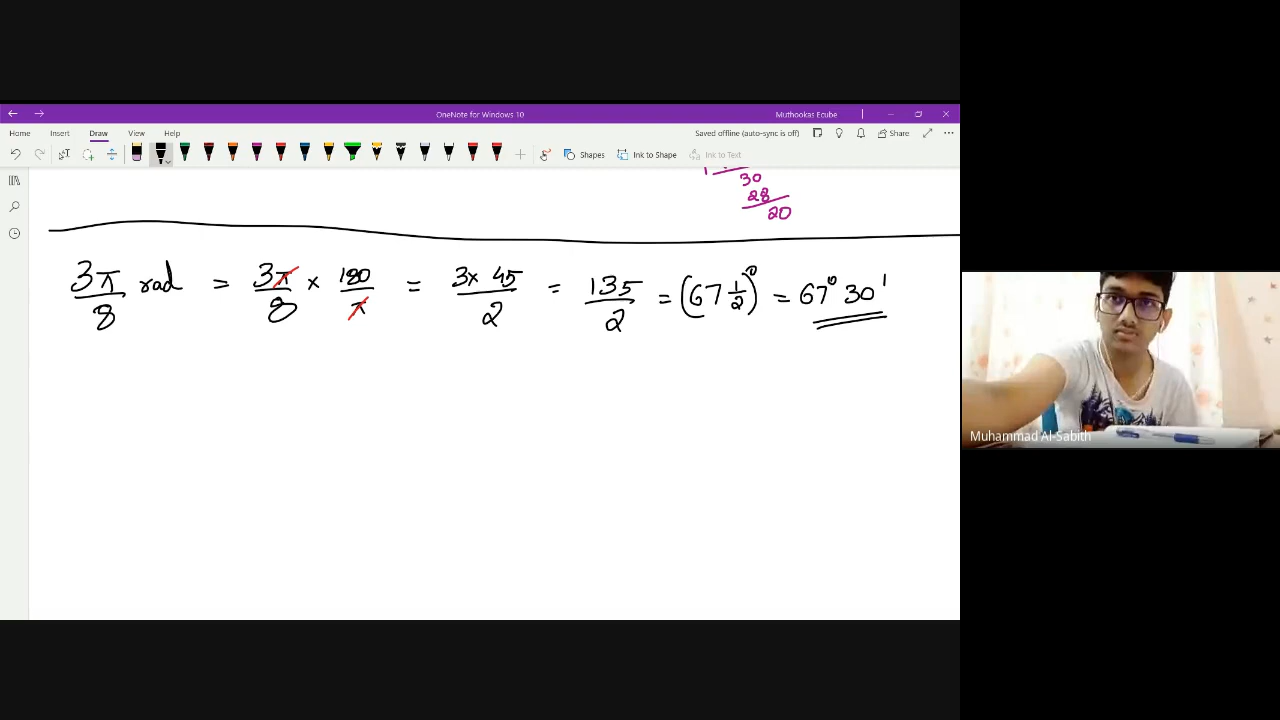 OneNote for Windows 10
Muthookas Ecube
Home Insert Draw View Help
Saved offline (auto-sync is off)
Share
Shapes
Ink to Shape
Ink to Text
30
28
20
3π/8 rad = 3π/8 × 180/π = 3×45/2 = 135/2 = (67 1/2)° = 67° 30'
Muhammad Al-Sabith